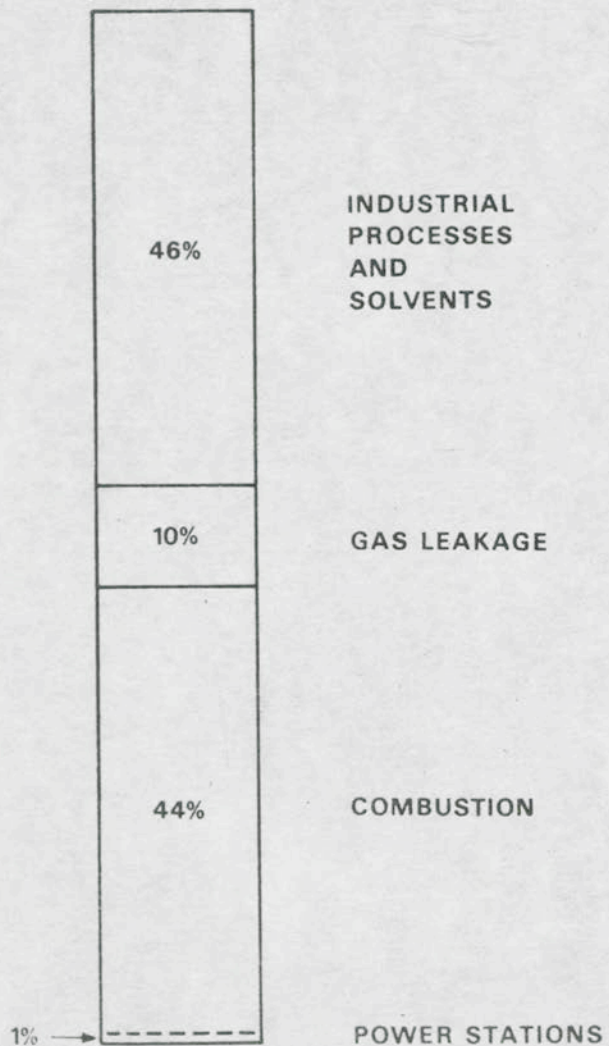 46%
INDUSTRIAL
PROCESSES
AND
SOLVENTS
10%
GAS LEAKAGE
44%
COMBUSTION
1%
POWER STATIONS